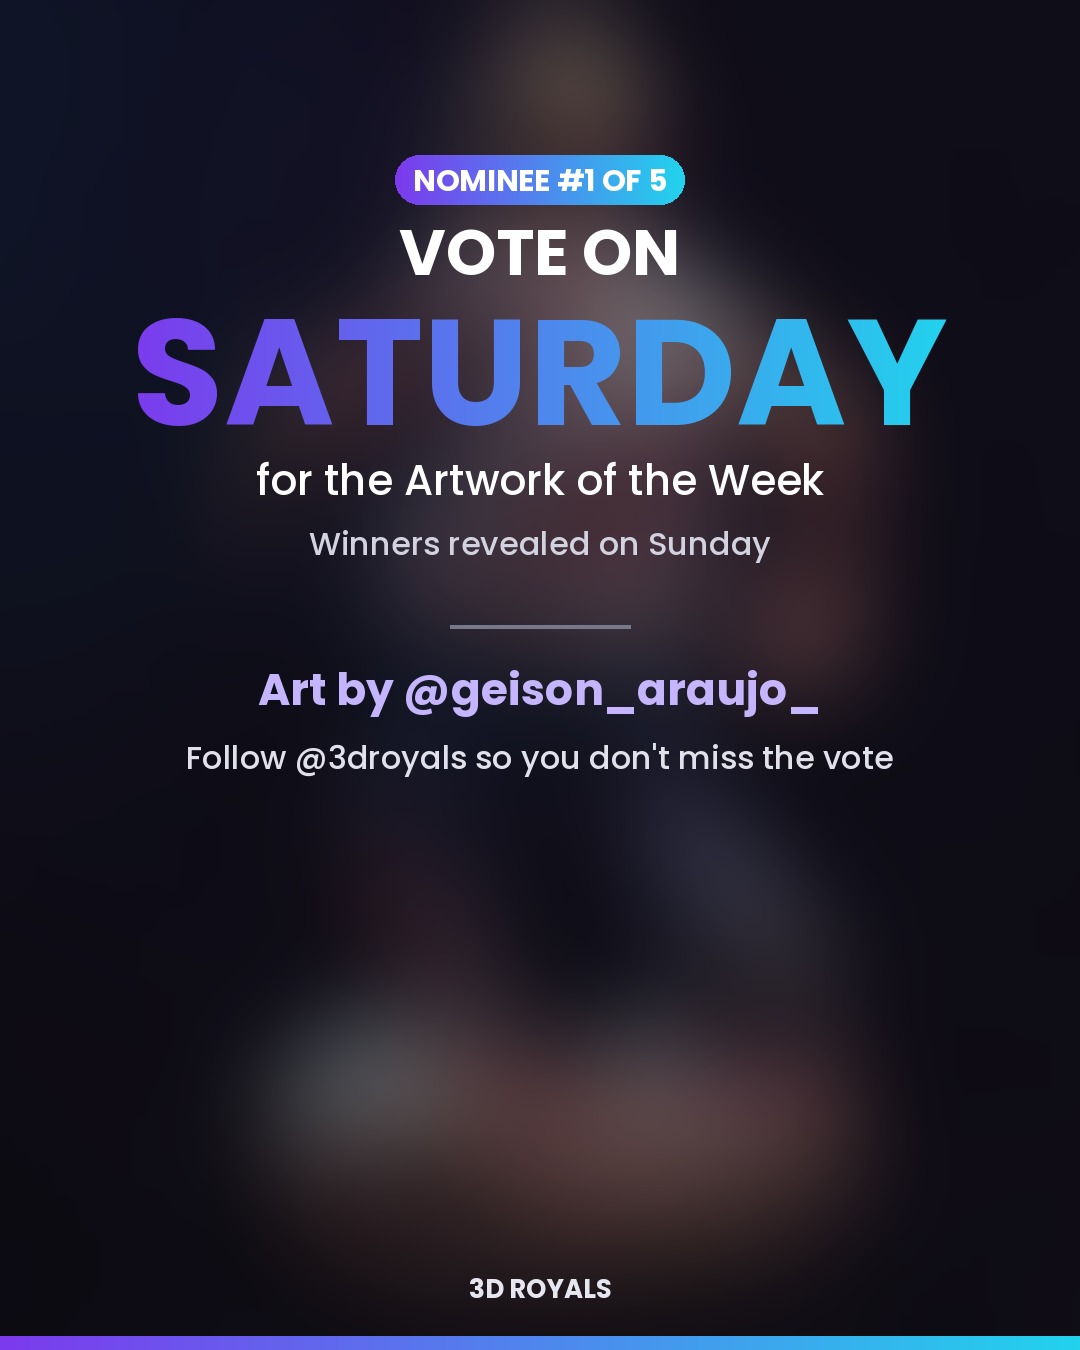 NOMINEE #1 OF 5
VOTE ON
SATURDAY
for the Artwork of the Week
Winners revealed on Sunday
Art by @geison_araujo_
Follow @3droyals so you don't miss the vote
3D ROYALS